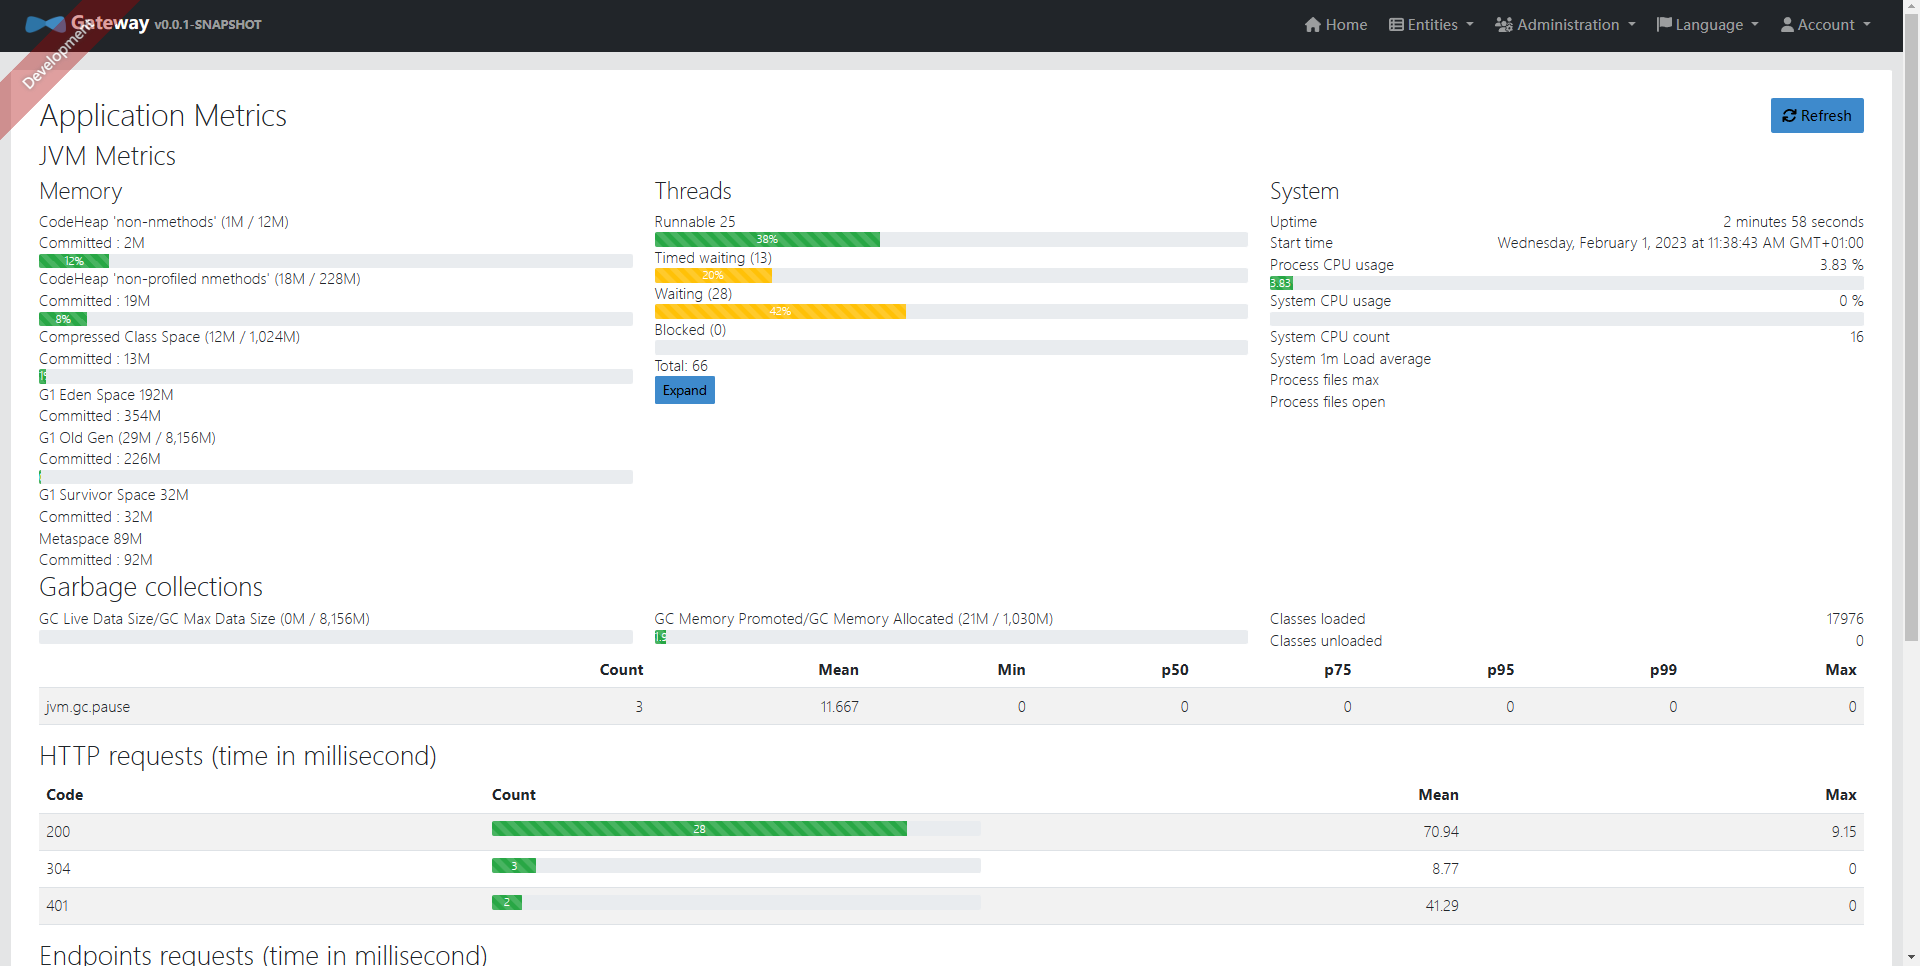 Gateway v0.0.1-SNAPSHOT
Home Entities Administration Language Account
Development
Application Metrics
Refresh
JVM Metrics
Memory
CodeHeap 'non-nmethods' (1M / 12M)
Committed : 2M
12%
CodeHeap 'non-profiled nmethods' (18M / 228M)
Committed : 19M
8%
Compressed Class Space (12M / 1,024M)
Committed : 13M
G1 Eden Space 192M
Committed : 354M
G1 Old Gen (29M / 8,156M)
Committed : 226M
G1 Survivor Space 32M
Committed : 32M
Metaspace 89M
Committed : 92M
Threads
Runnable 25
38%
Timed waiting (13)
20%
Waiting (28)
42%
Blocked (0)
Total: 66
Expand
System
Uptime 2 minutes 58 seconds
Start time Wednesday, February 1, 2023 at 11:38:43 AM GMT+01:00
Process CPU usage 3.83 %
3.83
System CPU usage 0 %
System CPU count 16
System 1m Load average
Process files max
Process files open
Garbage collections
GC Live Data Size/GC Max Data Size (0M / 8,156M)
GC Memory Promoted/GC Memory Allocated (21M / 1,030M)
Classes loaded 17976
Classes unloaded 0
Count Mean Min p50 p75 p95 p99 Max
jvm.gc.pause 3 11.667 0 0 0 0 0 0
HTTP requests (time in millisecond)
Code Count Mean Max
200 28 70.94 9.15
304 3 8.77 0
401 2 41.29 0
Endpoints requests (time in millisecond)